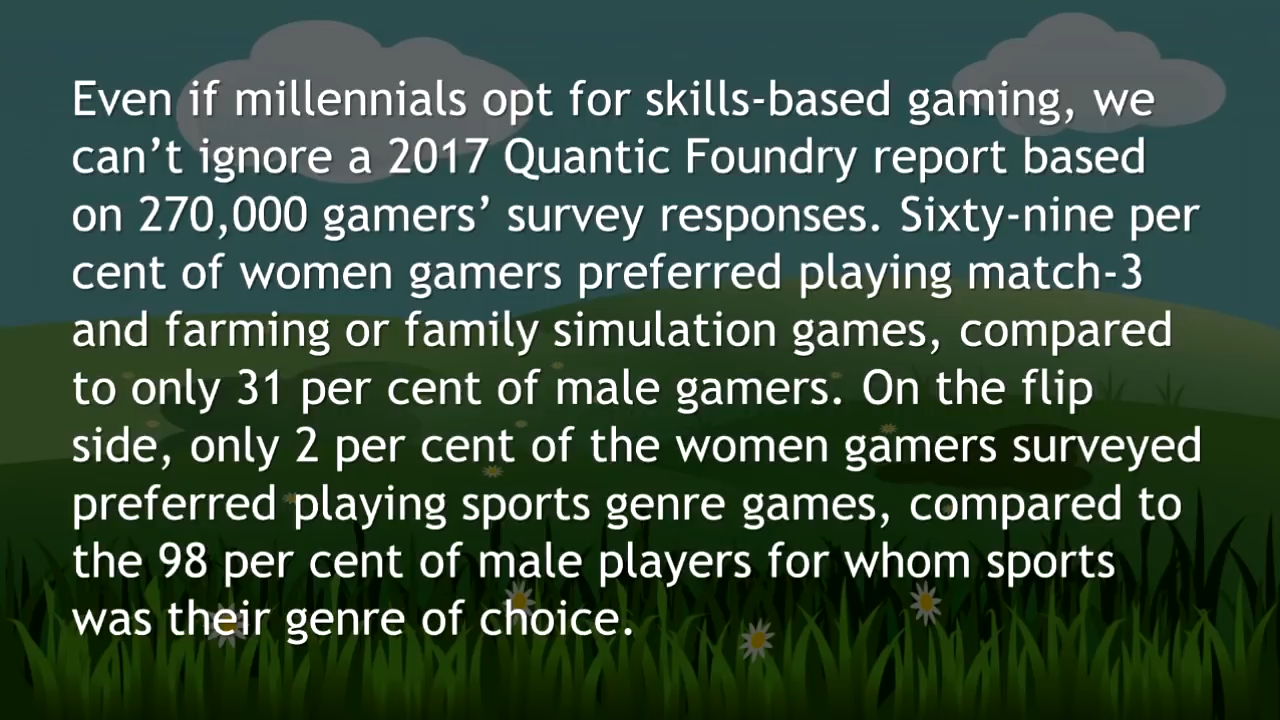 Even if millennials opt for skills-based gaming, we
can’t ignore a 2017 Quantic Foundry report based
on 270,000 gamers’ survey responses. Sixty-nine per
cent of women gamers preferred playing match-3
and farming or family simulation games, compared
to only 31 per cent of male gamers. On the flip
side, only 2 per cent of the women gamers surveyed
preferred playing sports genre games, compared to
the 98 per cent of male players for whom sports
was their genre of choice.